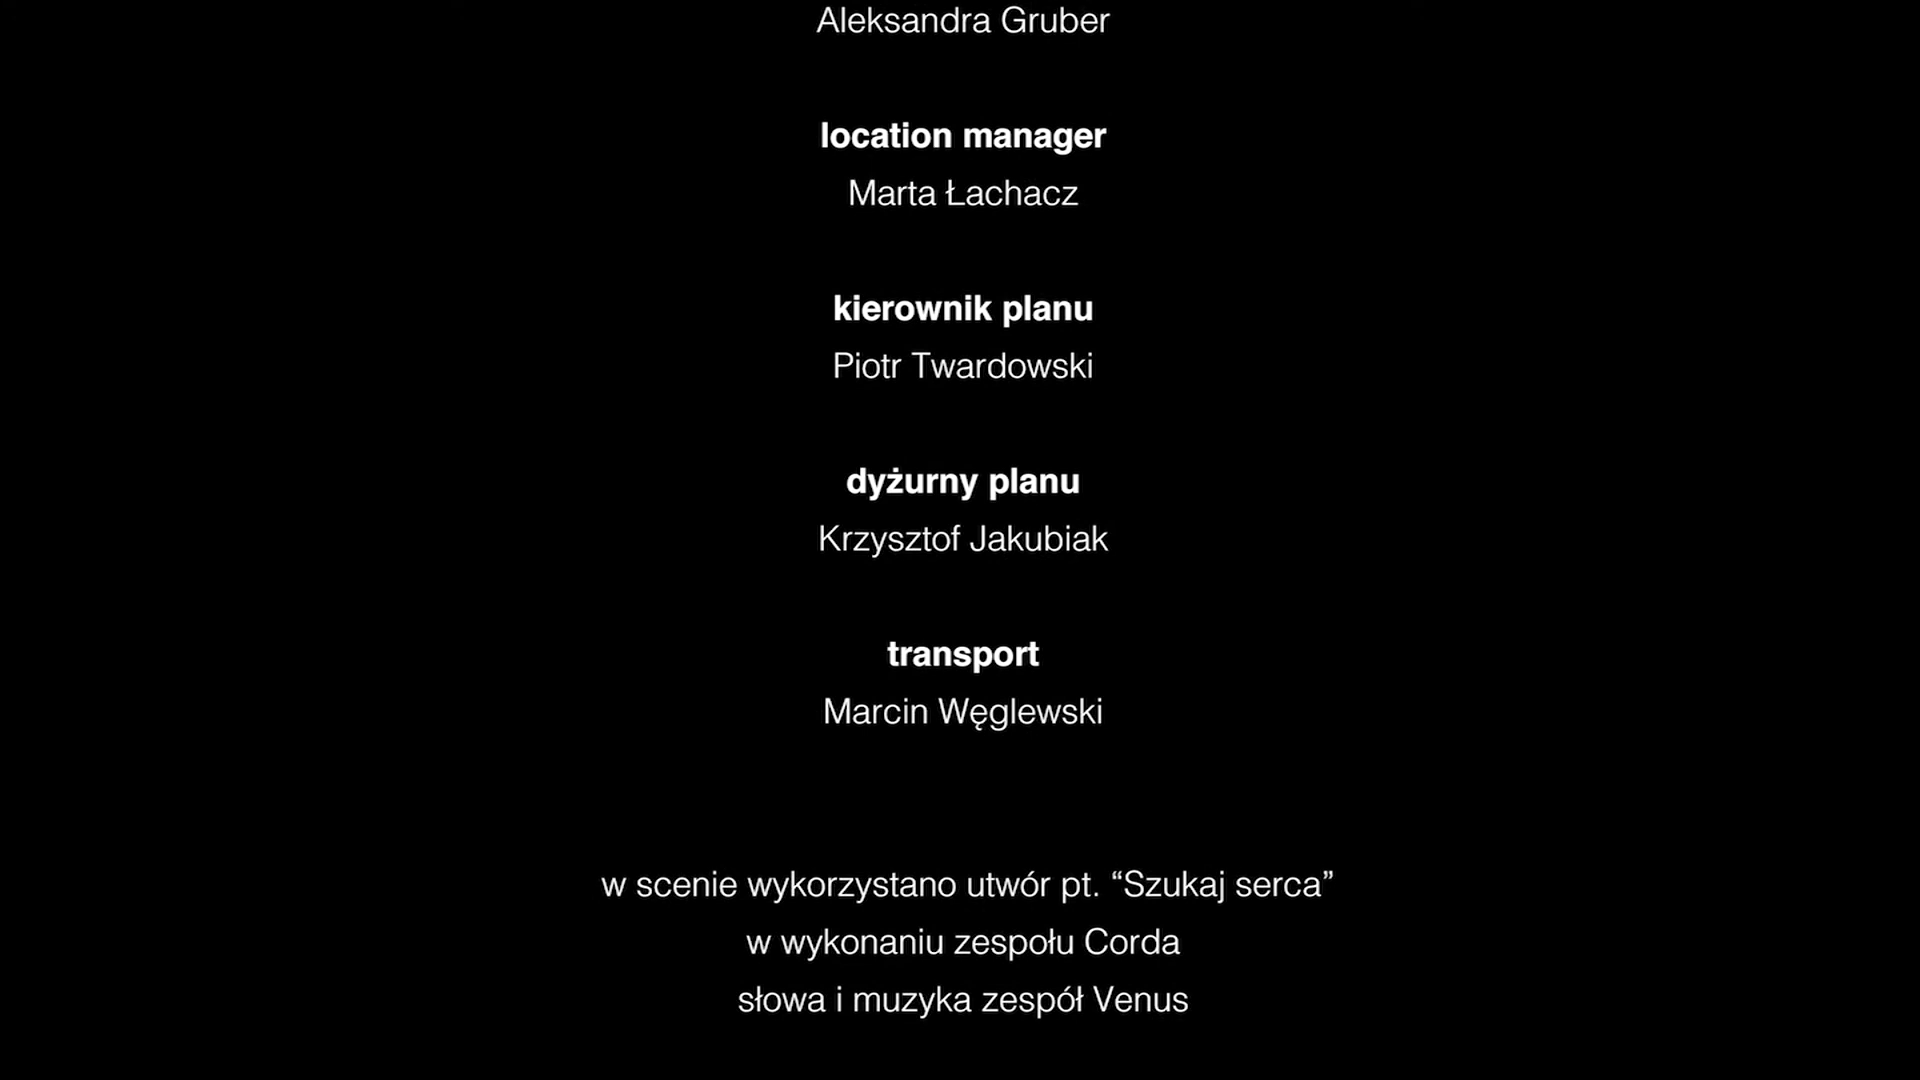 Aleksandra Gruber
location manager
Marta Łachacz
kierownik planu
Piotr Twardowski
dyżurny planu
Krzysztof Jakubiak
transport
Marcin Węglewski
w scenie wykorzystano utwór pt. “Szukaj serca”
w wykonaniu zespołu Corda
słowa i muzyka zespół Venus